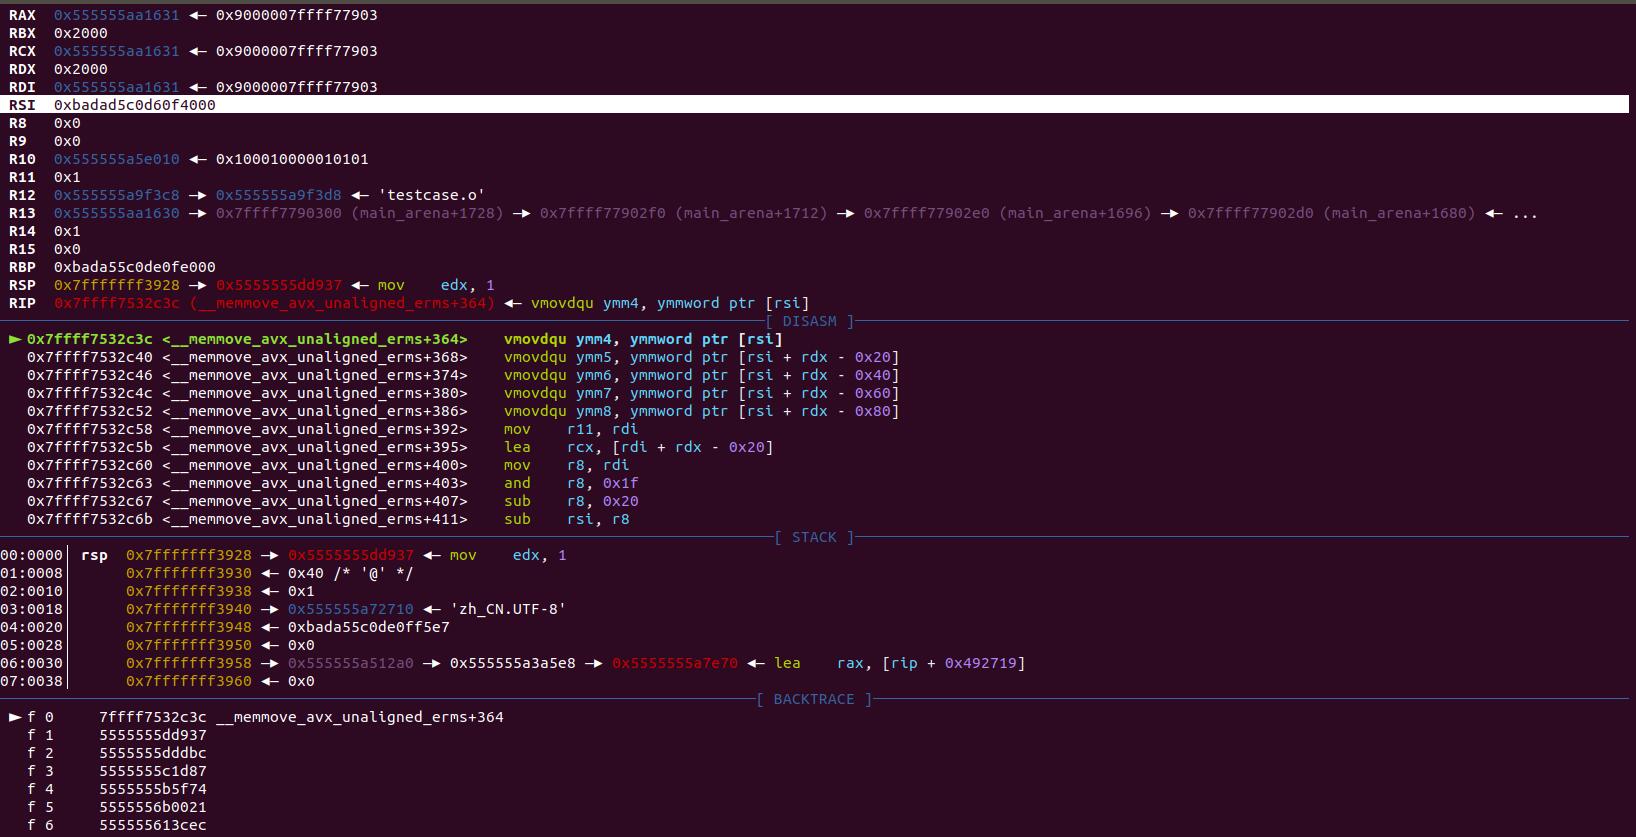 RAX 0x555555aa1631 ◂— 0x9000007ffff77903
RBX 0x2000
RCX 0x555555aa1631 ◂— 0x9000007ffff77903
RDX 0x2000
RDI 0x555555aa1631 ◂— 0x9000007ffff77903
RSI 0xbadad5c0d60f4000
R8 0x0
R9 0x0
R10 0x555555a5e010 ◂— 0x100010000010101
R11 0x1
R12 0x555555a9f3c8 —▸ 0x555555a9f3d8 ◂— 'testcase.o'
R13 0x555555aa1630 —▸ 0x7ffff7790300 (main_arena+1728) —▸ 0x7ffff77902f0 (main_arena+1712) —▸ 0x7ffff77902e0 (main_arena+1696) —▸ 0x7ffff77902d0 (main_arena+1680) ◂— ...
R14 0x1
R15 0x0
RBP 0xbada55c0de0fe000
RSP 0x7fffffff3928 —▸ 0x5555555dd937 ◂— mov edx, 1
RIP 0x7ffff7532c3c (__memmove_avx_unaligned_erms+364) ◂— vmovdqu ymm4, ymmword ptr [rsi]
[ DISASM ]
► 0x7ffff7532c3c <__memmove_avx_unaligned_erms+364> vmovdqu ymm4, ymmword ptr [rsi]
0x7ffff7532c40 <__memmove_avx_unaligned_erms+368> vmovdqu ymm5, ymmword ptr [rsi + rdx - 0x20]
0x7ffff7532c46 <__memmove_avx_unaligned_erms+374> vmovdqu ymm6, ymmword ptr [rsi + rdx - 0x40]
0x7ffff7532c4c <__memmove_avx_unaligned_erms+380> vmovdqu ymm7, ymmword ptr [rsi + rdx - 0x60]
0x7ffff7532c52 <__memmove_avx_unaligned_erms+386> vmovdqu ymm8, ymmword ptr [rsi + rdx - 0x80]
0x7ffff7532c58 <__memmove_avx_unaligned_erms+392> mov r11, rdi
0x7ffff7532c5b <__memmove_avx_unaligned_erms+395> lea rcx, [rdi + rdx - 0x20]
0x7ffff7532c60 <__memmove_avx_unaligned_erms+400> mov r8, rdi
0x7ffff7532c63 <__memmove_avx_unaligned_erms+403> and r8, 0x1f
0x7ffff7532c67 <__memmove_avx_unaligned_erms+407> sub r8, 0x20
0x7ffff7532c6b <__memmove_avx_unaligned_erms+411> sub rsi, r8
[ STACK ]
00:0000│ rsp 0x7fffffff3928 —▸ 0x5555555dd937 ◂— mov edx, 1
01:0008│ 0x7fffffff3930 ◂— 0x40 /* '@' */
02:0010│ 0x7fffffff3938 ◂— 0x1
03:0018│ 0x7fffffff3940 —▸ 0x555555a72710 ◂— 'zh_CN.UTF-8'
04:0020│ 0x7fffffff3948 ◂— 0xbada55c0de0ff5e7
05:0028│ 0x7fffffff3950 ◂— 0x0
06:0030│ 0x7fffffff3958 —▸ 0x555555a512a0 —▸ 0x555555a3a5e8 —▸ 0x5555555a7e70 ◂— lea rax, [rip + 0x492719]
07:0038│ 0x7fffffff3960 ◂— 0x0
[ BACKTRACE ]
► f 0 7ffff7532c3c __memmove_avx_unaligned_erms+364
f 1 5555555dd937
f 2 5555555dddbc
f 3 5555555c1d87
f 4 5555555b5f74
f 5 5555556b0021
f 6 555555613cec